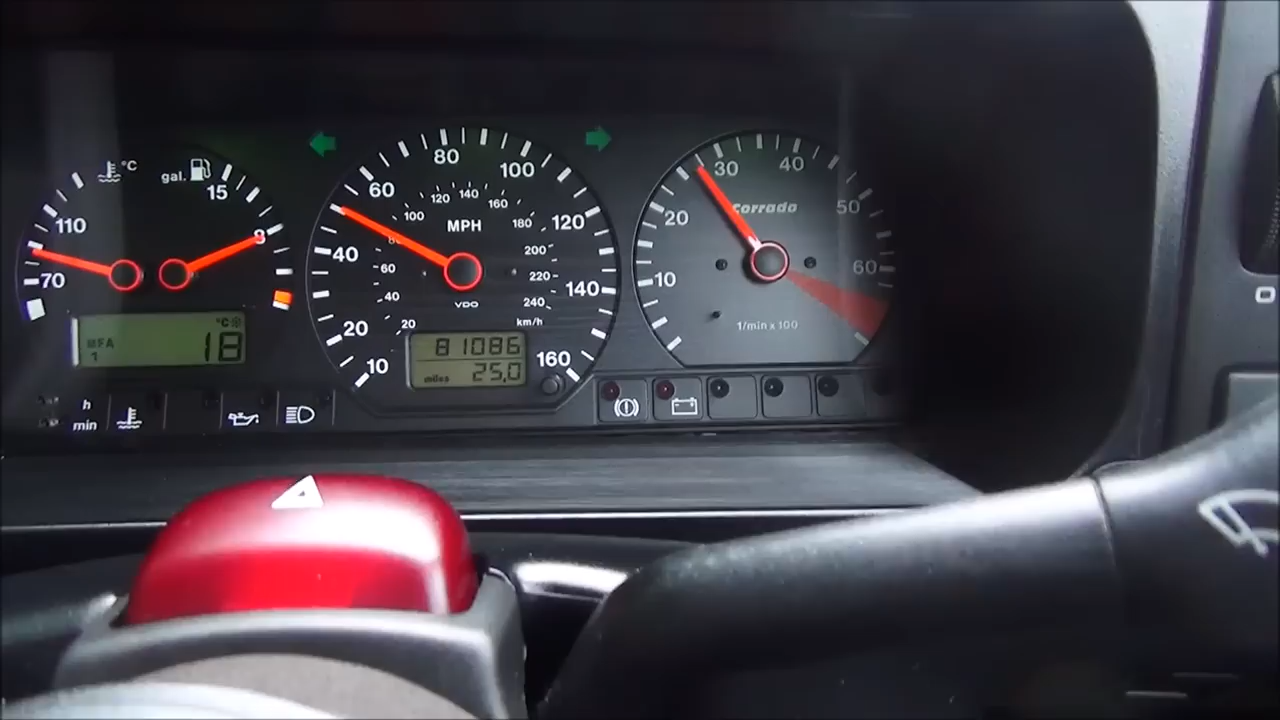 °C
gal.
15
110
8
70
°C
MFA
1
18
h
min
80
60
100
40
120
20
140
10
160
100
120
140
160
80
180
60
200
40
220
20
240
MPH
VDO
km/h
81086
miles 25,0
30
40
20
50
10
60
Corrado
1/min x 100